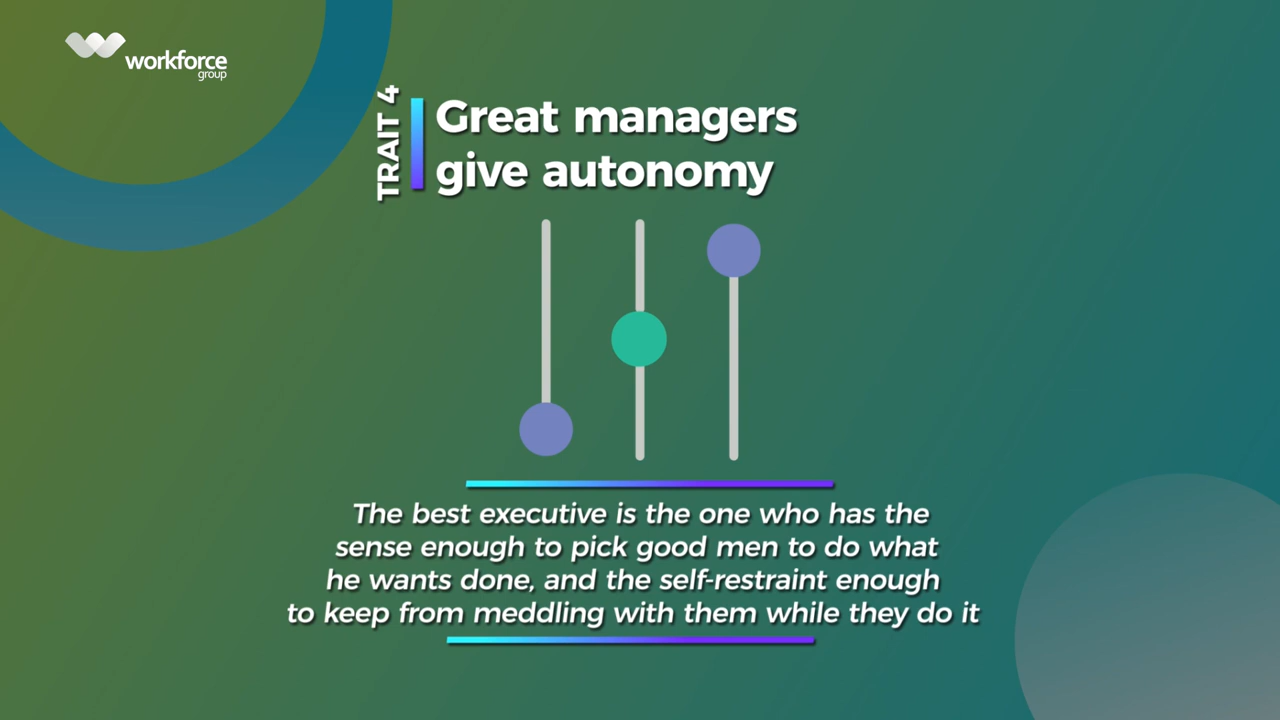 workforce
group
TRAIT 4
Great managers
give autonomy
The best executive is the one who has the
sense enough to pick good men to do what
he wants done, and the self-restraint enough
to keep from meddling with them while they do it